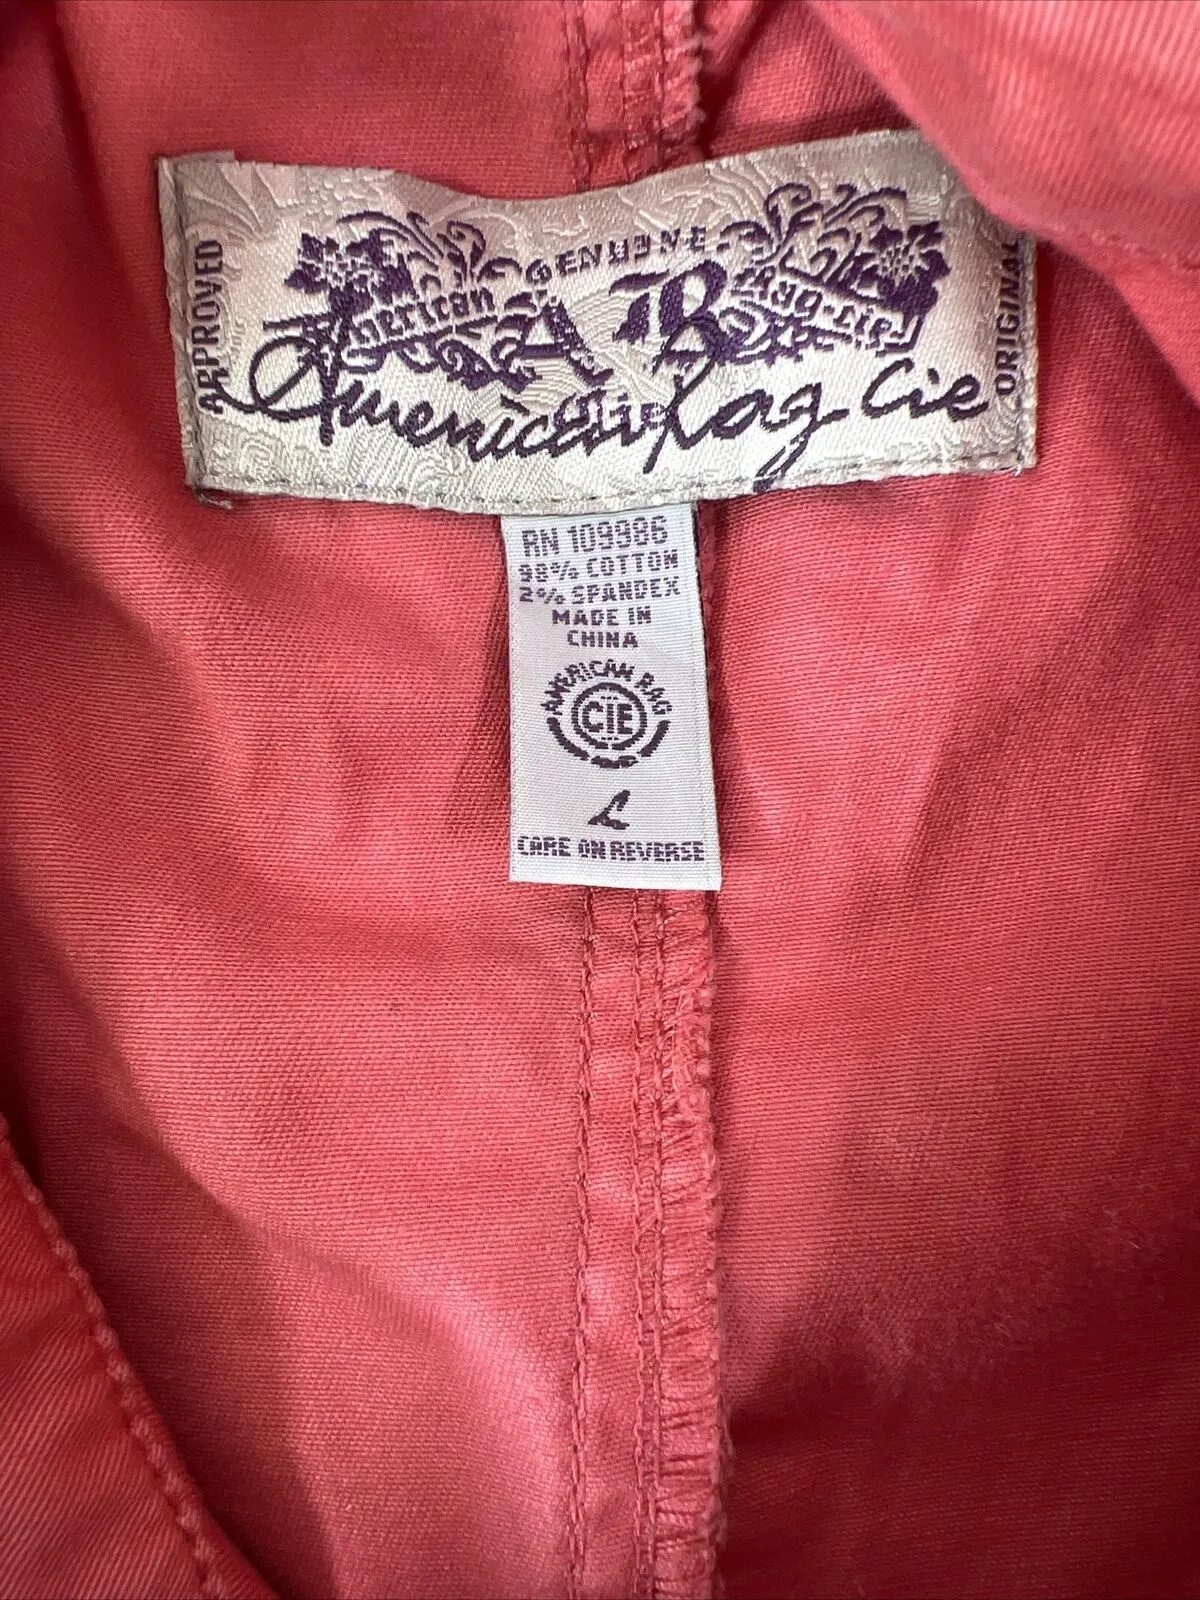 APPROVED
GENUINE
American
Rag-cie
AR
American Rag Cie
ORIGINAL
RN 109986
98% COTTON
2% SPANDEX
MADE IN
CHINA
AMERICAN RAG
CIE
L
CARE ON REVERSE